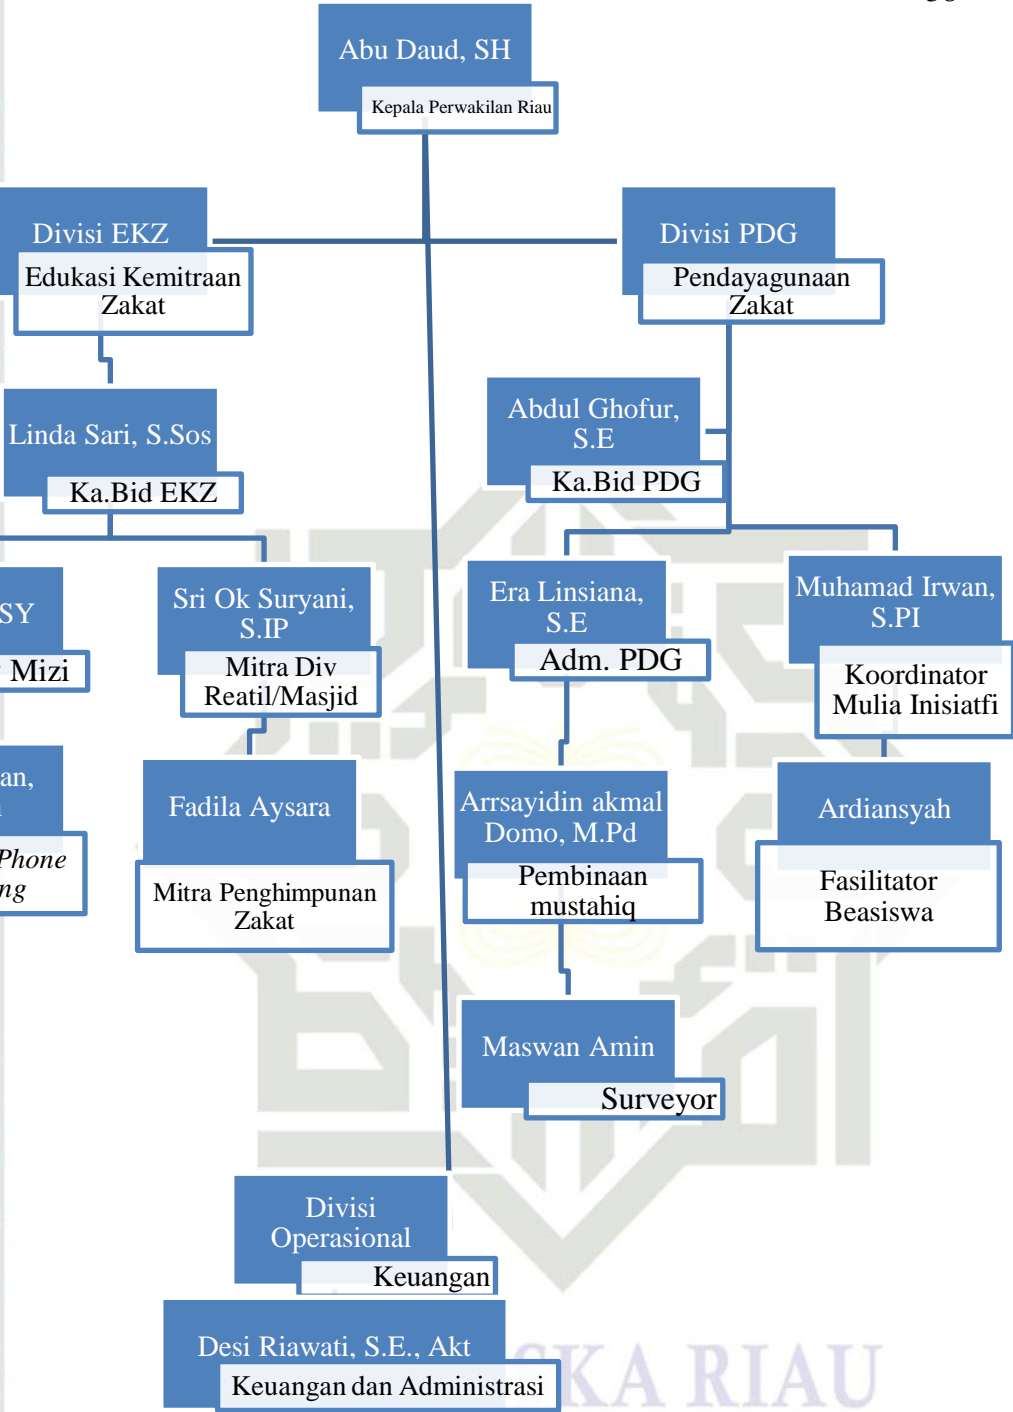 Abu Daud, SH
Kepala Perwakilan Riau
Divisi EKZ
Edukasi Kemitraan
Zakat
Divisi PDG
Pendayagunaan
Zakat
Linda Sari, S.Sos
Ka.Bid EKZ
Abdul Ghofur,
S.E
Ka.Bid PDG
SY
Mizi
Sri Ok Suryani,
S.IP
Mitra Div
Reatil/Masjid
Era Linsiana,
S.E
Adm. PDG
Muhamad Irwan,
S.PI
Koordinator
Mulia Inisiatfi
an,
Phone
ng
Fadila Aysara
Mitra Penghimpunan
Zakat
Arrsayidin akmal
Domo, M.Pd
Pembinaan
mustahiq
Ardiansyah
Fasilitator
Beasiswa
Maswan Amin
Surveyor
Divisi
Operasional
Keuangan
Desi Riawati, S.E., Akt
Keuangan dan Administrasi
SKA RIAU